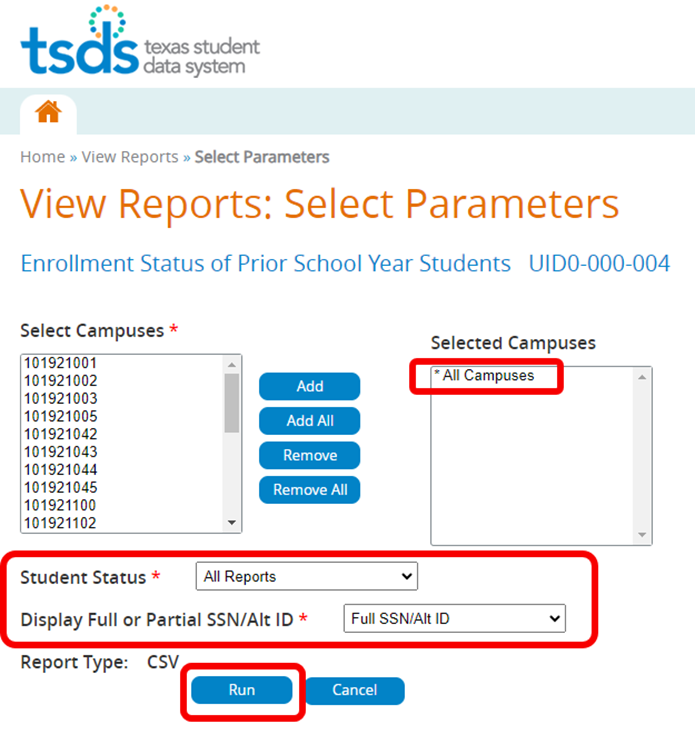 tsds texas student
data system
Home » View Reports » Select Parameters
View Reports: Select Parameters
Enrollment Status of Prior School Year Students UID0-000-004
Select Campuses *
101921001
101921002
101921003
101921005
101921042
101921043
101921044
101921045
101921100
101921102
Add
Add All
Remove
Remove All
Selected Campuses
* All Campuses
Student Status * All Reports
Display Full or Partial SSN/Alt ID * Full SSN/Alt ID
Report Type: CSV
Run Cancel